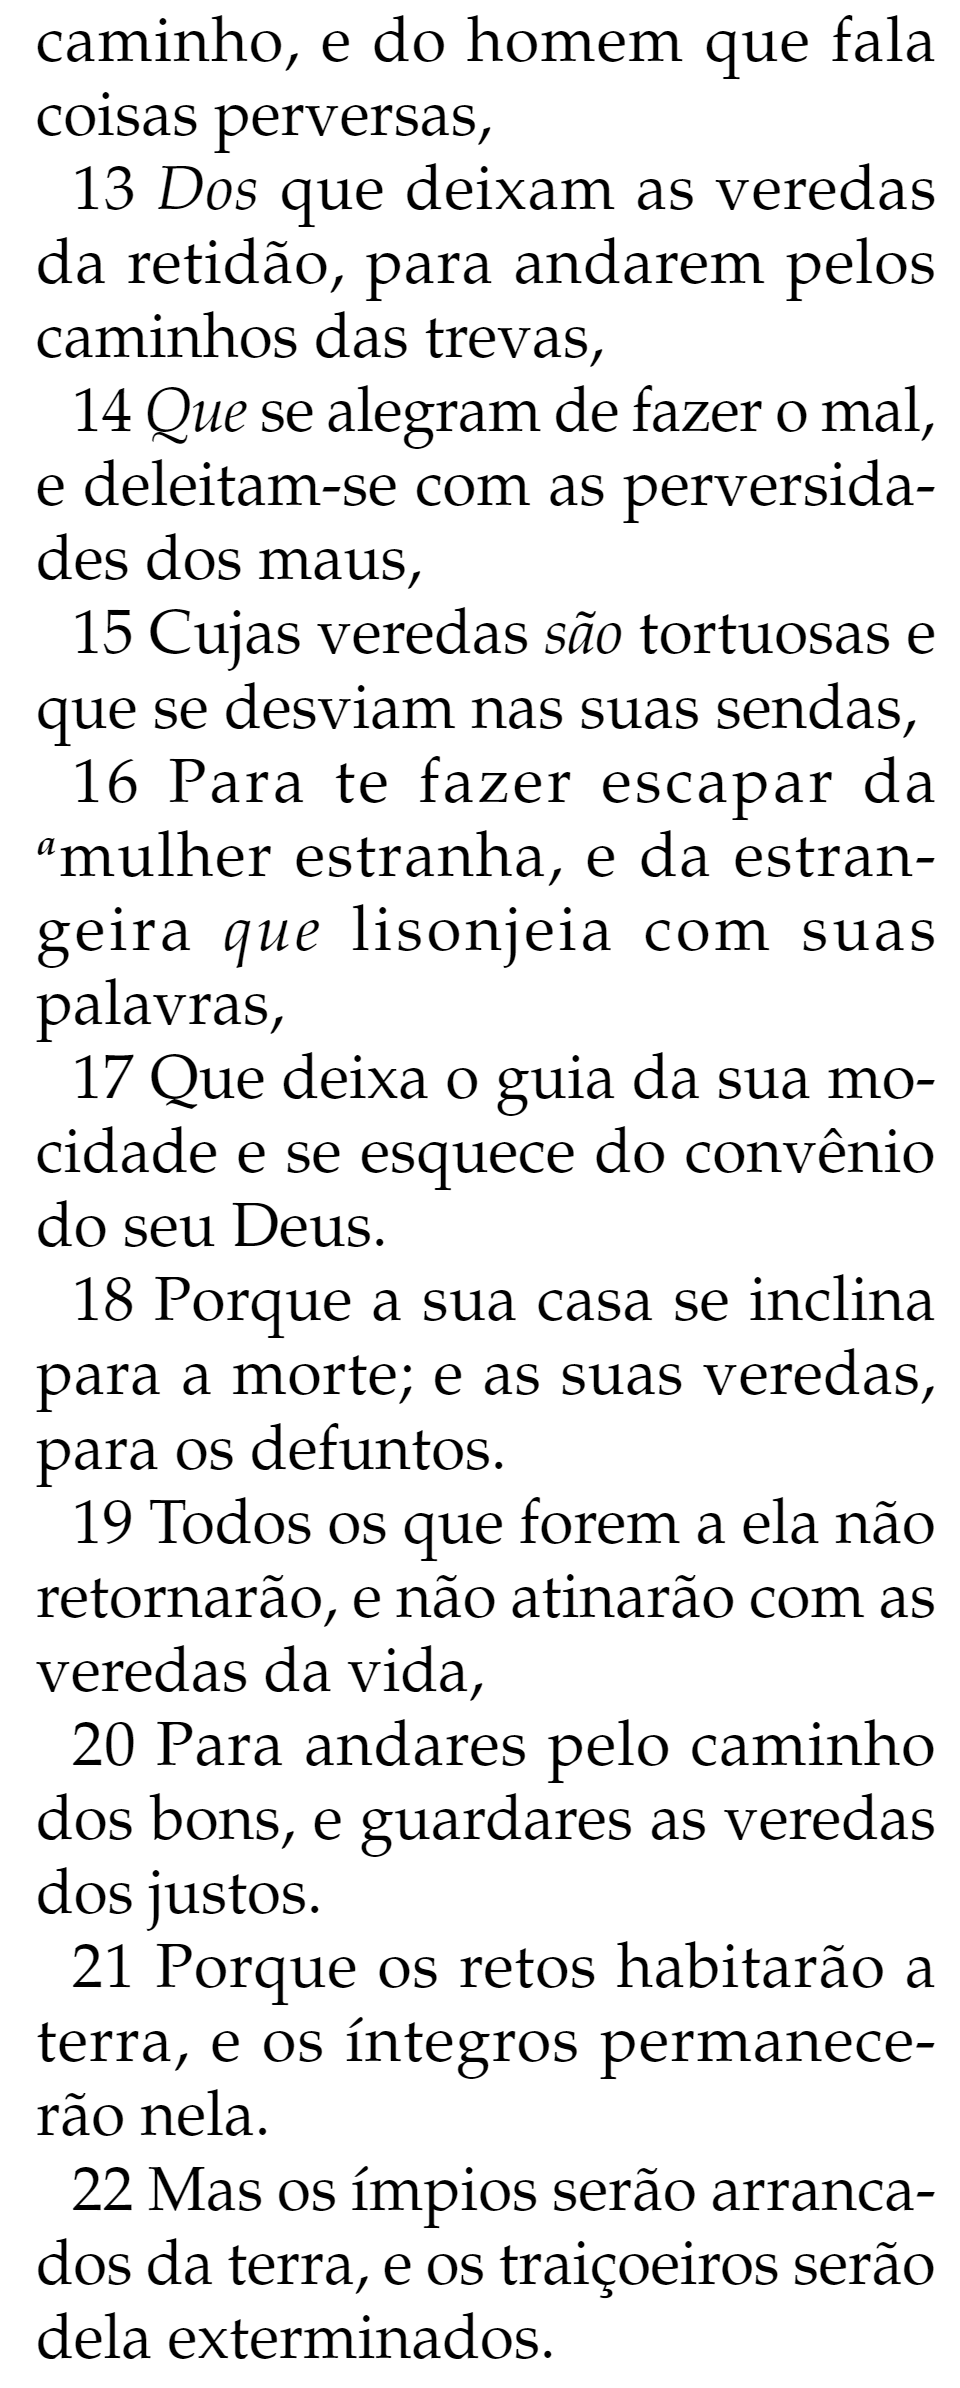 caminho, e do homem que fala
coisas perversas,
13 Dos que deixam as veredas
da retidão, para andarem pelos
caminhos das trevas,
14 Que se alegram de fazer o mal,
e deleitam-se com as perversida-
des dos maus,
15 Cujas veredas são tortuosas e
que se desviam nas suas sendas,
16 Para te fazer escapar da
ᵃmulher estranha, e da estran-
geira que lisonjeia com suas
palavras,
17 Que deixa o guia da sua mo-
cidade e se esquece do convênio
do seu Deus.
18 Porque a sua casa se inclina
para a morte; e as suas veredas,
para os defuntos.
19 Todos os que forem a ela não
retornarão, e não atinarão com as
veredas da vida,
20 Para andares pelo caminho
dos bons, e guardares as veredas
dos justos.
21 Porque os retos habitarão a
terra, e os íntegros permanece-
rão nela.
22 Mas os ímpios serão arranca-
dos da terra, e os traiçoeiros serão
dela exterminados.